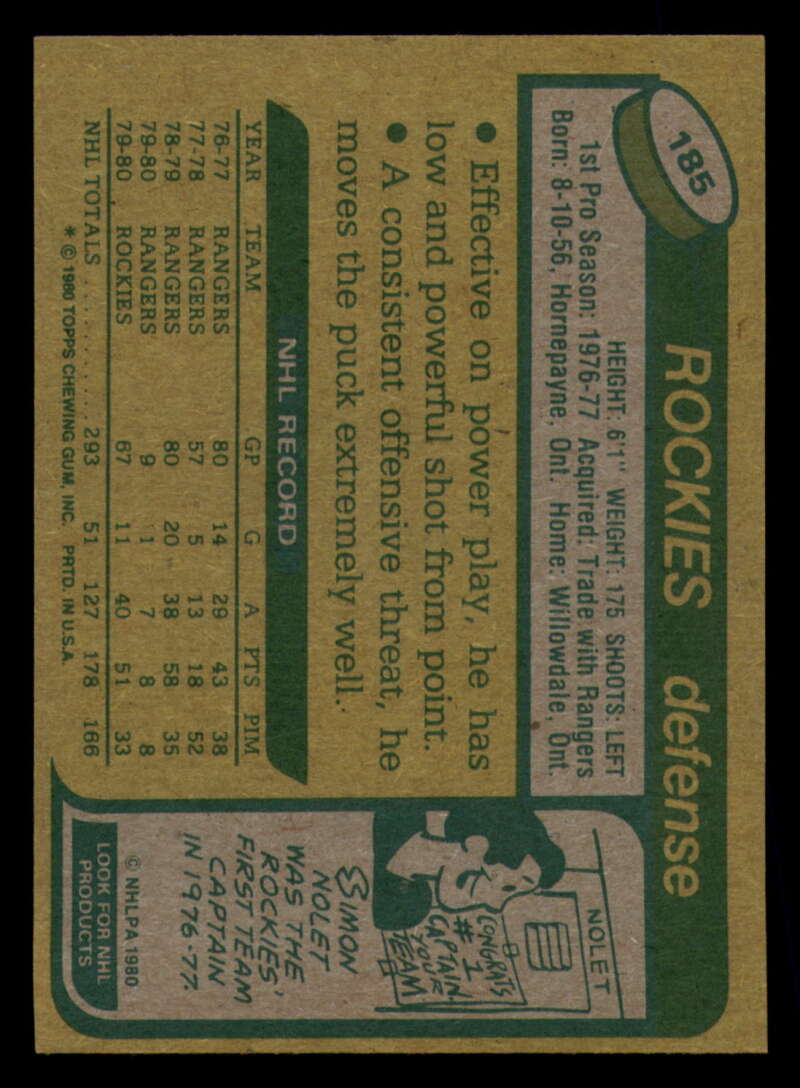 185
ROCKIES defense
HEIGHT: 6'1" WEIGHT: 175 SHOOTS: LEFT
1st Pro Season: 1976-77 Acquired: Trade with Rangers
Born: 8-10-56, Hornepayne, Ont. Home: Willowdale, Ont.
● Effective on power play, he has
low and powerful shot from point.
● A consistent offensive threat, he
moves the puck extremely well.
NHL RECORD
YEAR TEAM GP G A PTS PIM
76-77 RANGERS 80 14 29 43 38
77-78 RANGERS 57 5 13 18 52
78-79 RANGERS 80 20 38 58 35
79-80 RANGERS 9 1 7 8 8
79-80 ROCKIES 67 11 40 51 33
NHL TOTALS .......... 293 51 127 178 166
* © 1980 TOPPS CHEWING GUM, INC. PRTD. IN U.S.A.
NOLET
CONGRATS
#1
CAPTAIN
YOUR
TEAM
SIMON
NOLET
WAS THE
ROCKIES'
FIRST TEAM
CAPTAIN
IN 1976-77.
© NHLPA 1980
LOOK FOR NHL
PRODUCTS